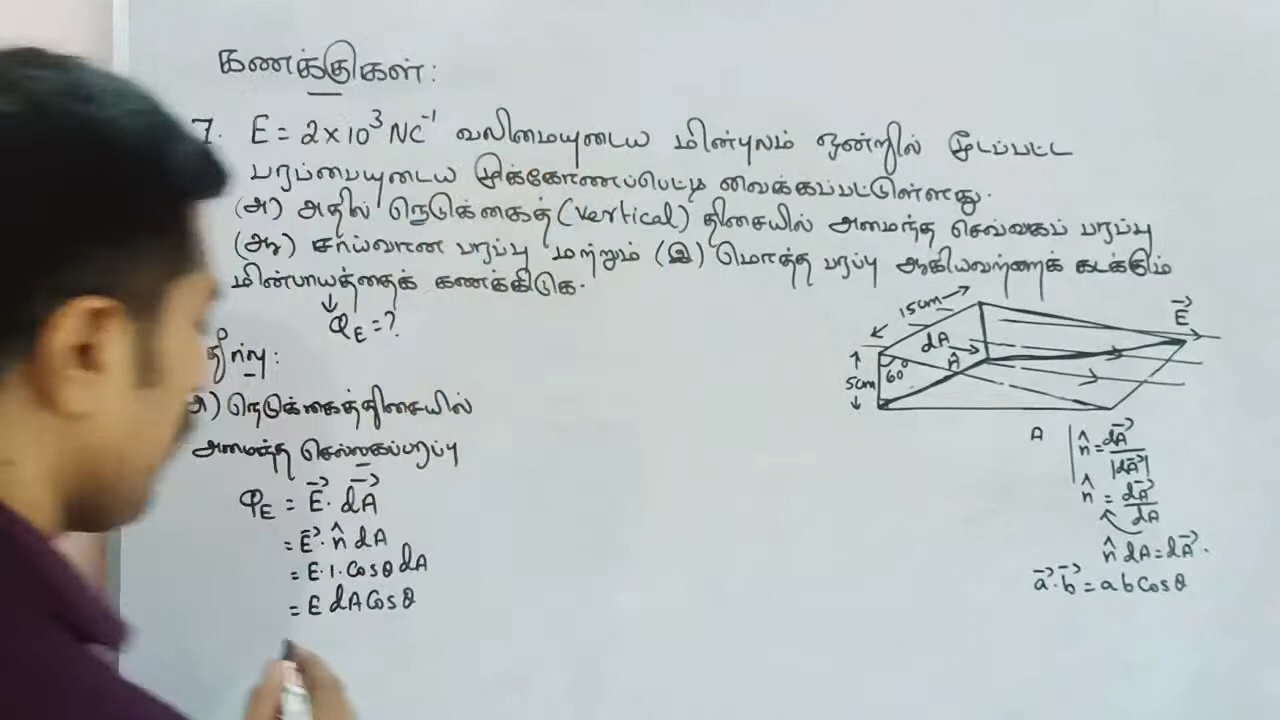 கணக்குகள்:
7. E = 2×10³ NC⁻¹ வலிமையுடைய மின்புலம் ஒன்றில் மூடப்பட்ட
பரப்பையுடைய முக்கோணப்பெட்டி வைக்கப்பட்டுள்ளது.
(அ) அதில் நெடுக்கைத் (vertical) திசையில் அமைந்த செவ்வகப் பரப்பு
(ஆ) சாய்வான பரப்பு மற்றும் (இ) மொத்த பரப்பு ஆகியவற்றைக் கடக்கும்
மின்பாயத்தைக் கணக்கிடுக.
↓
φ_E = ?
தீர்வு:
அ) நெடுக்கைத்திசையில்
அமைந்த செவ்வகப்பரப்பு
φ_E = E⃗ · dA⃗
= E⃗ · n̂ dA
= E·1·Cosθ dA
= E dA Cosθ
15cm
E⃗
dA
A
60°
5cm
A
n̂ = dA⃗ / |dA⃗|
n̂ = dA⃗ / dA
n̂ dA = dA⃗.
a⃗·b⃗ = ab Cosθ